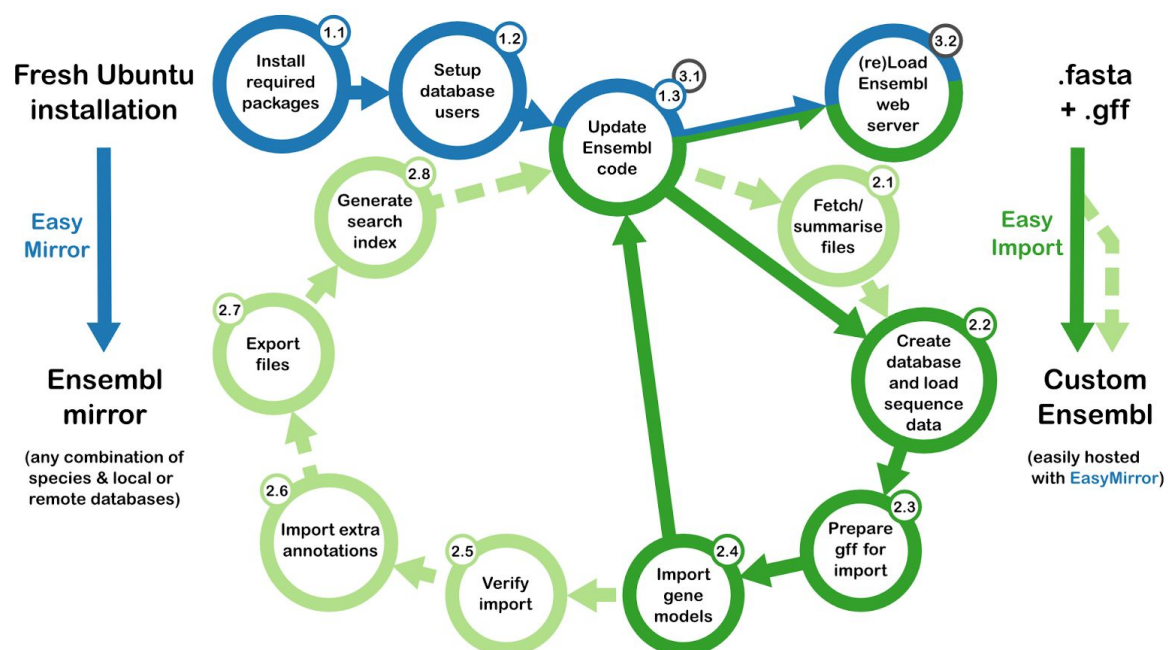 Fresh Ubuntu
installation
Easy
Mirror
Ensembl
mirror
(any combination of
species & local or
remote databases)
1.1
Install
required
packages
1.2
Setup
database
users
3.1
1.3
Update
Ensembl
code
3.2
(re)Load
Ensembl
web
server
2.1
Fetch/
summarise
files
2.2
Create
database
and load
sequence
data
2.3
Prepare
gff for
import
2.4
Import
gene
models
2.5
Verify
import
2.6
Import extra
annotations
2.7
Export
files
2.8
Generate
search
index
.fasta
+ .gff
Easy
Import
Custom
Ensembl
(easily hosted
with EasyMirror)